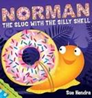 NORMAN
THE SLUG WITH THE SILLY SHELL
Sue Hendra